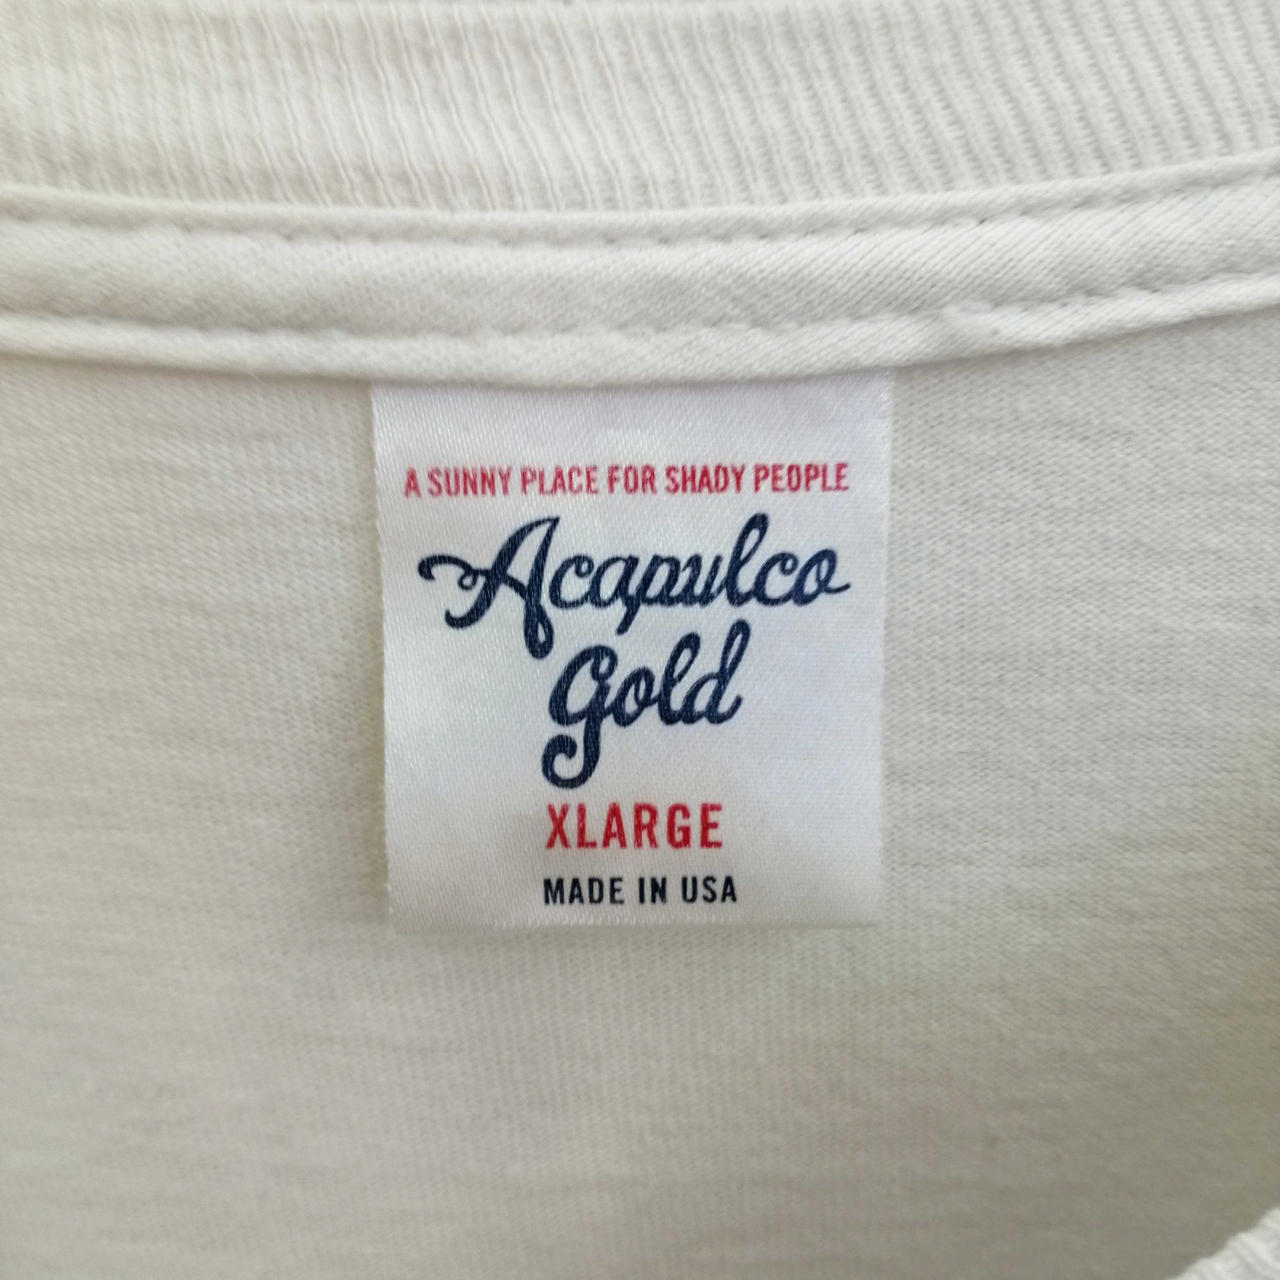 A SUNNY PLACE FOR SHADY PEOPLE
Acapulco
Gold
XLARGE
MADE IN USA